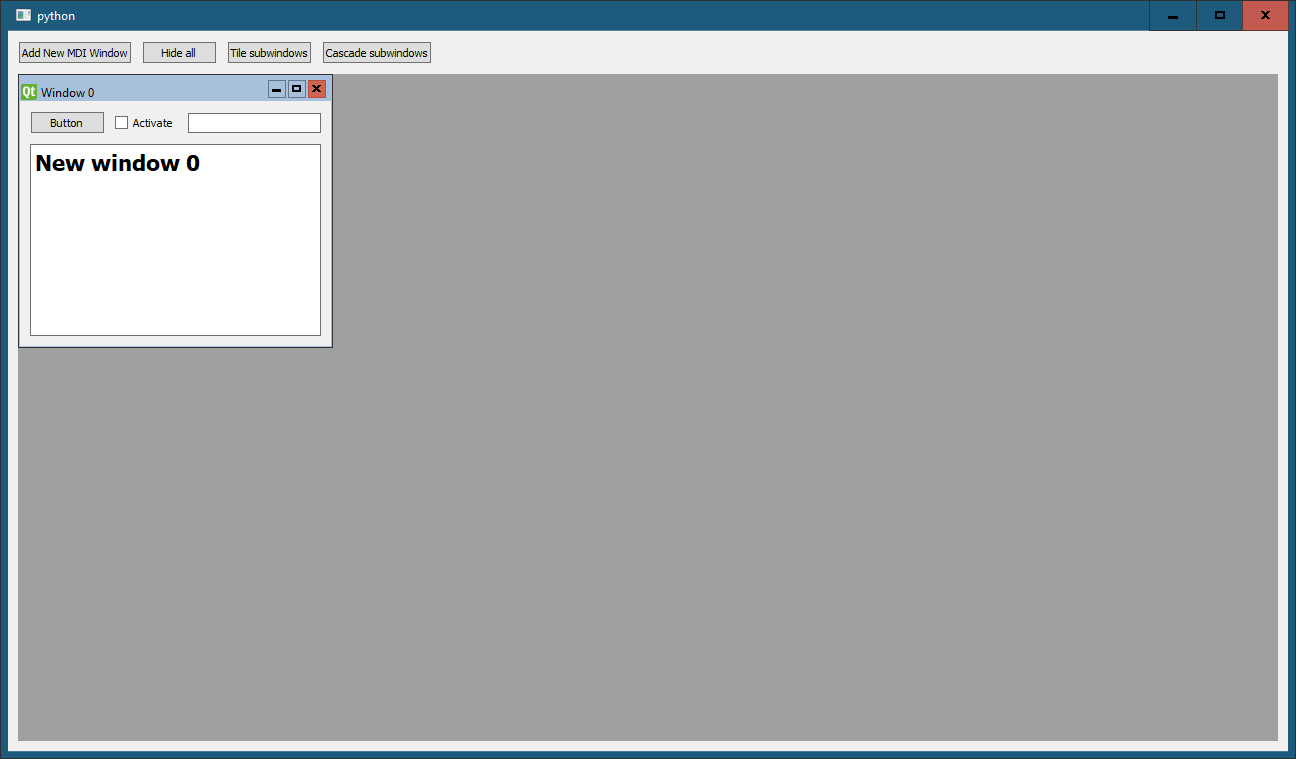 python
Add New MDI Window Hide all Tile subwindows Cascade subwindows
Qt Window 0
Button Activate
New window 0